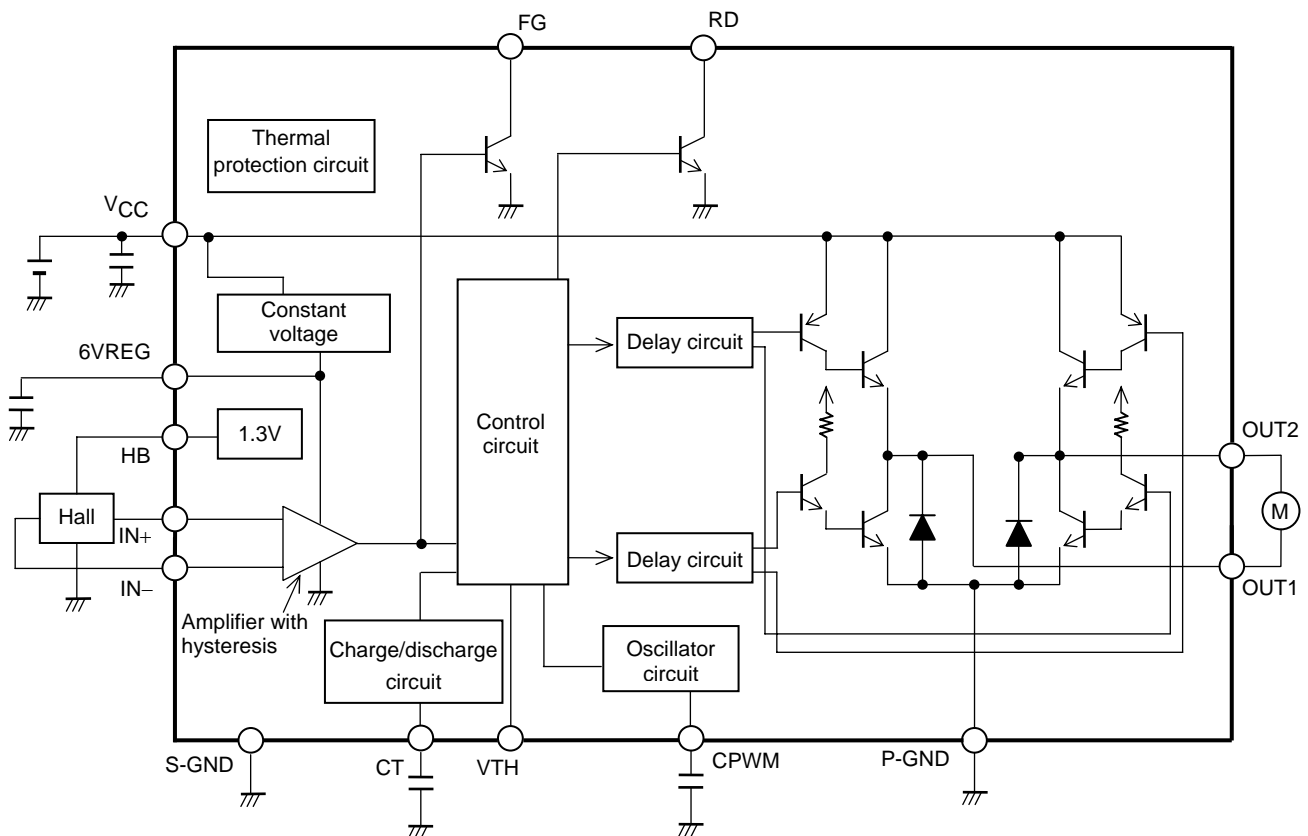 FG
RD
Thermal
protection circuit
VCC
Constant
voltage
Delay circuit
6VREG
Control
circuit
1.3V
HB
OUT2
Hall
M
IN+
Delay circuit
IN−
OUT1
Amplifier with
hysteresis
Charge/discharge
circuit
Oscillator
circuit
S-GND
CT
VTH
CPWM
P-GND